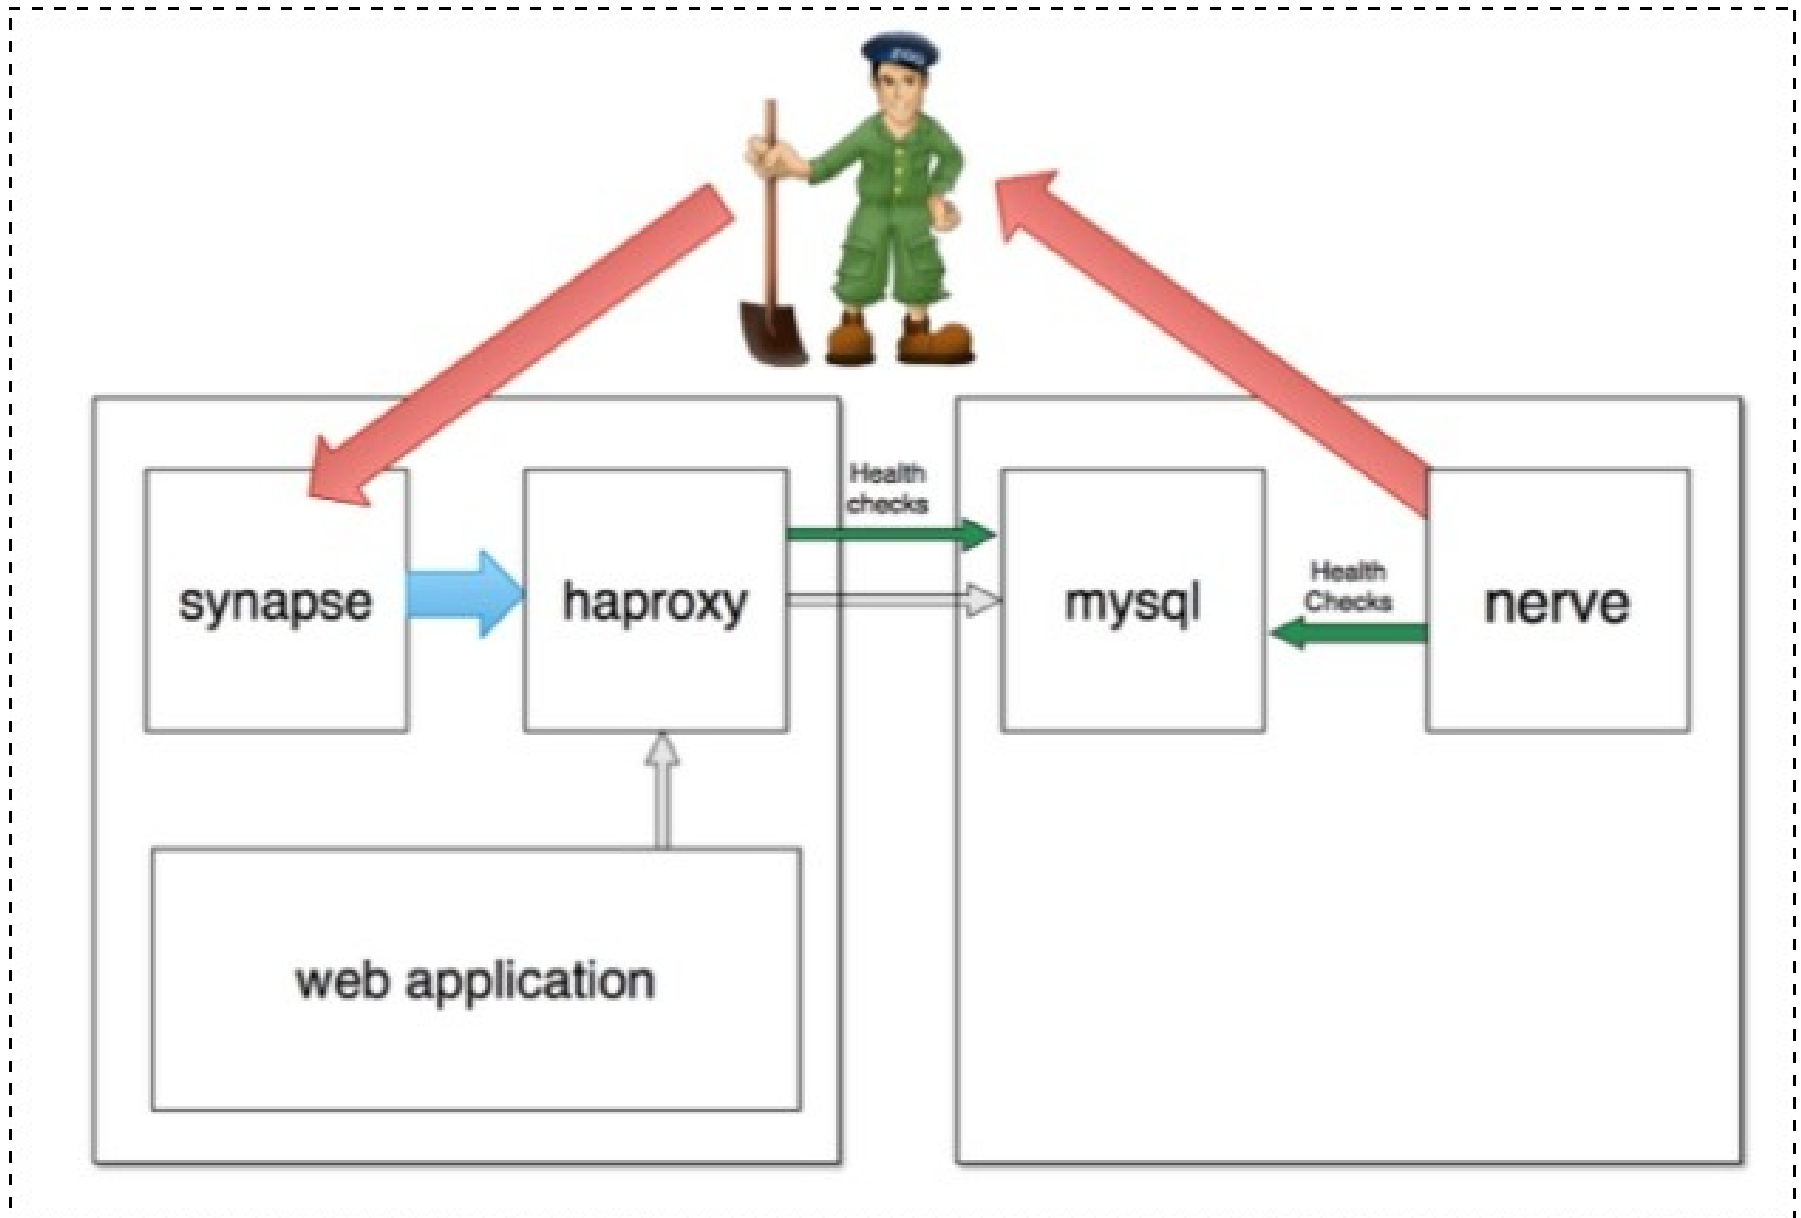 Health
checks
synapse
haproxy
mysql
Health
Checks
nerve
web application